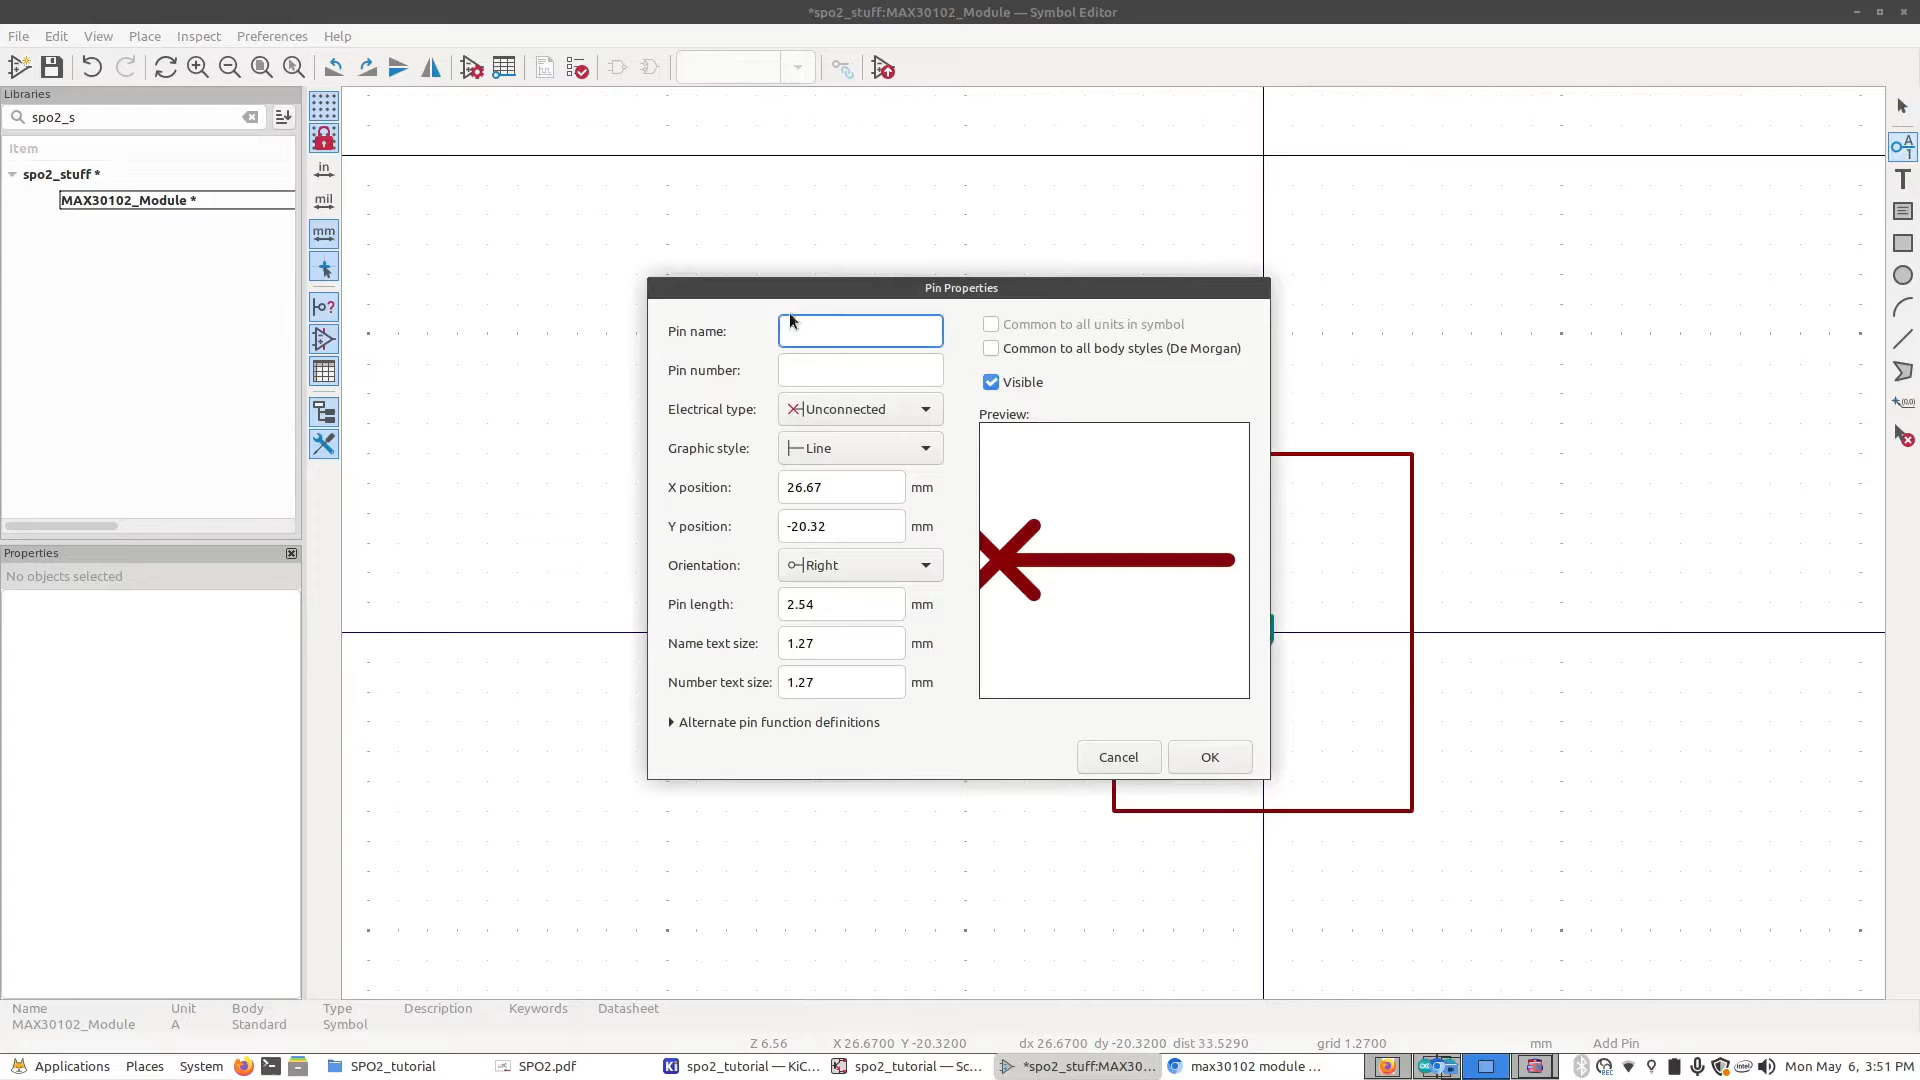 *spo2_stuff:MAX30102_Module — Symbol Editor
File Edit View Place Inspect Preferences Help
Libraries
spo2_s
Item
spo2_stuff *
MAX30102_Module *
in
mil
mm
A
1
T
(0,0)
Properties
No objects selected
Pin Properties
Pin name:
Pin number:
Electrical type: Unconnected
Graphic style: Line
X position: 26.67 mm
Y position: -20.32 mm
Orientation: Right
Pin length: 2.54 mm
Name text size: 1.27 mm
Number text size: 1.27 mm
Alternate pin function definitions
Common to all units in symbol
Common to all body styles (De Morgan)
Visible
Preview:
Cancel OK
Name Unit Body Type Description Keywords Datasheet
MAX30102_Module A Standard Symbol
Z 6.56 X 26.6700 Y -20.3200 dx 26.6700 dy -20.3200 dist 33.5290 grid 1.2700 mm Add Pin
Applications Places System SPO2_tutorial SPO2.pdf Ki spo2_tutorial — KiC... spo2_tutorial — Sc... *spo2_stuff:MAX30... max30102 module ... Mon May 6, 3:51 PM